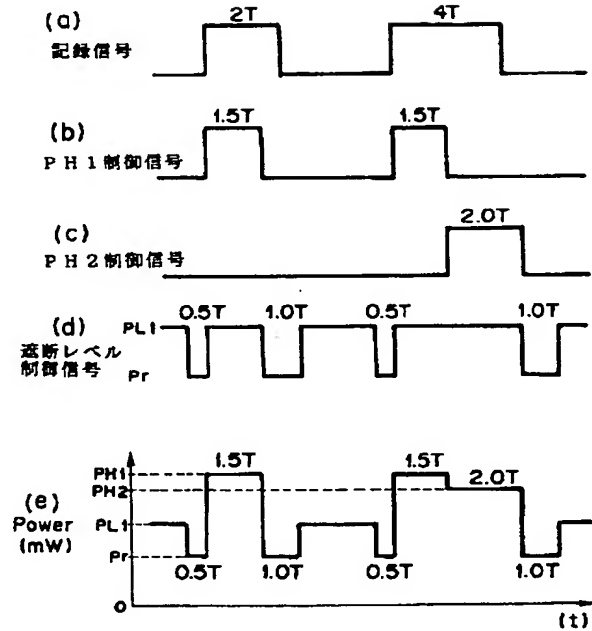 (a)
記録信号
2T
4T
(b)
PH1制御信号
1.5T
1.5T
(c)
PH2制御信号
2.0T
(d)
遮断レベル
制御信号
PL1
Pr
0.5T
1.0T
0.5T
1.0T
(e)
Power
(mW)
PH1
PH2
PL1
Pr
0
1.5T
1.5T
2.0T
0.5T
1.0T
0.5T
1.0T
(t)